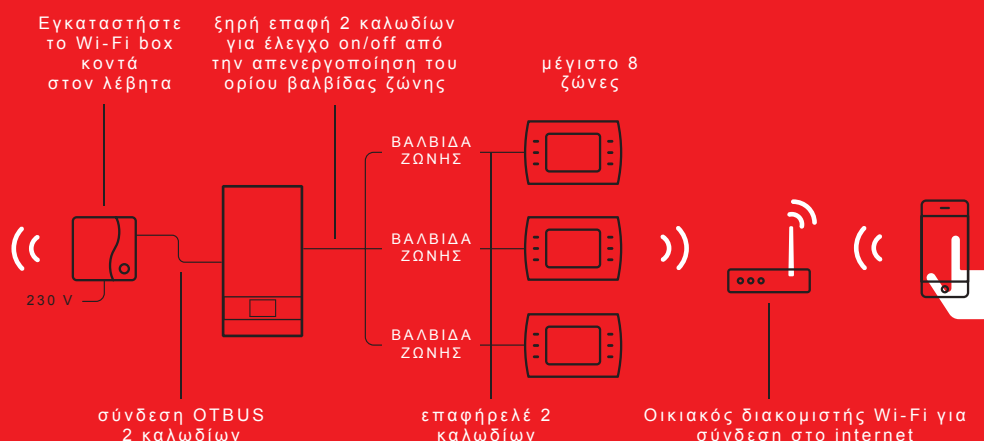 Εγκαταστήστε
το Wi-Fi box
κοντά
στον λέβητα
ξηρή επαφή 2 καλωδίων
για έλεγχο on/off από
την απενεργοποίηση του
ορίου βαλβίδας ζώνης
μέγιστο 8
ζώνες
ΒΑΛΒΙΔΑ
ΖΩΝΗΣ
ΒΑΛΒΙΔΑ
ΖΩΝΗΣ
ΒΑΛΒΙΔΑ
ΖΩΝΗΣ
230 V
σύνδεση OTBUS
2 καλωδίων
επαφήρελέ 2
καλωδίων
Οικιακός διακομιστής Wi-Fi για
σύνδεση στο internet